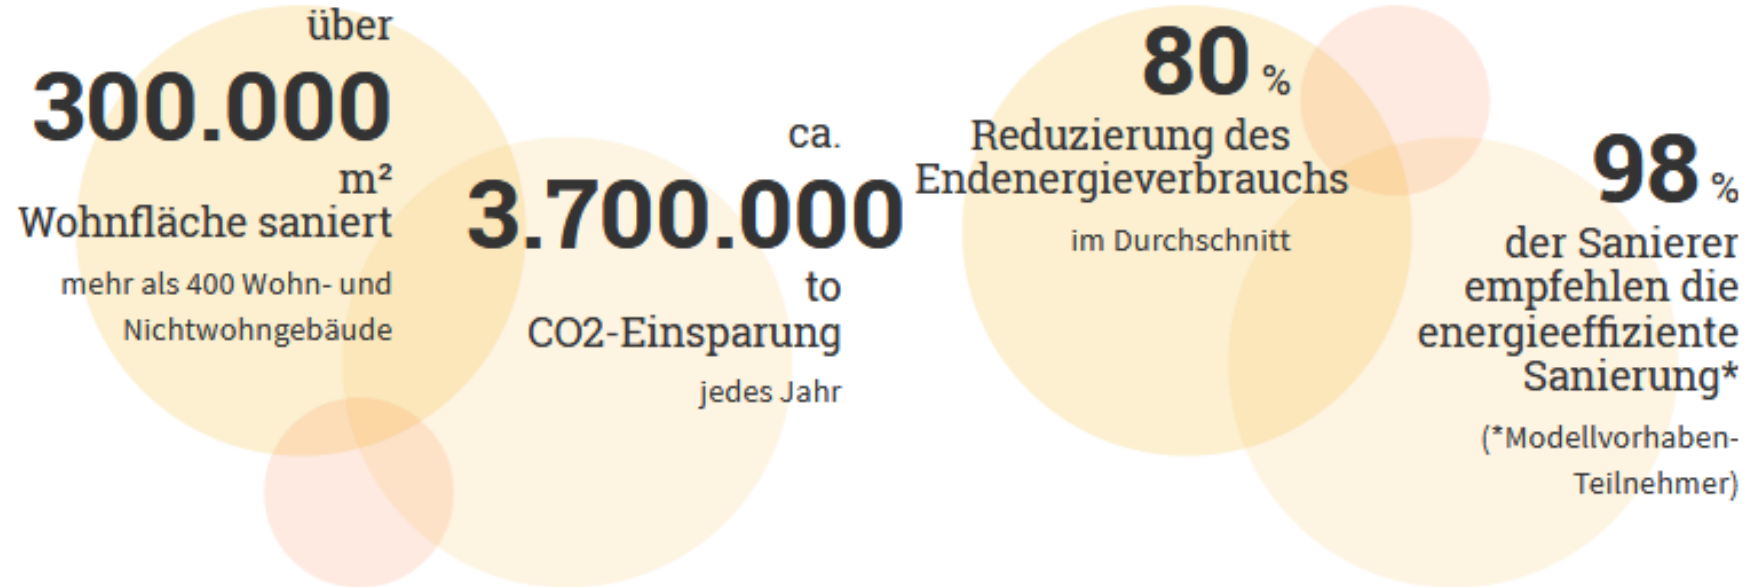 über
300.000
m²
Wohnfläche saniert
mehr als 400 Wohn- und
Nichtwohngebäude
ca.
3.700.000
to
CO2-Einsparung
jedes Jahr
80 %
Reduzierung des
Endenergieverbrauchs
im Durchschnitt
98 %
der Sanierer
empfehlen die
energieeffiziente
Sanierung*
(*Modellvorhaben-
Teilnehmer)